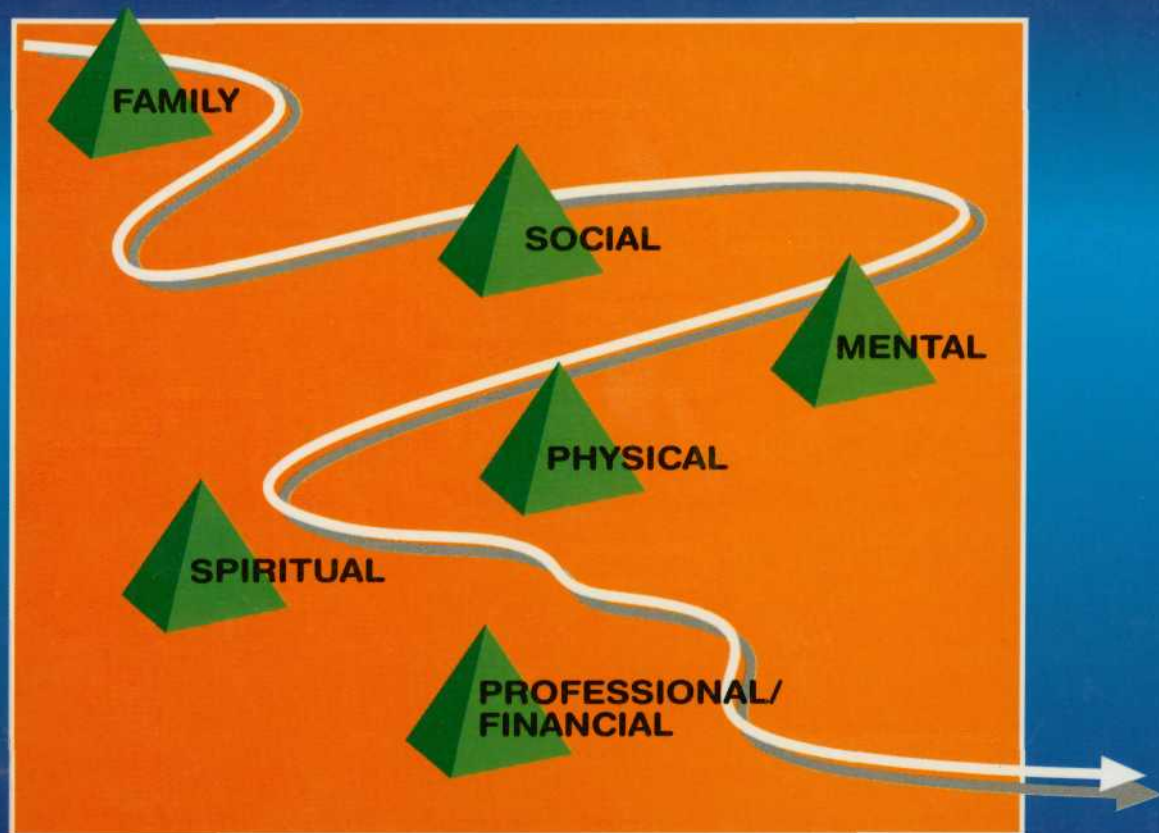 FAMILY
SOCIAL
MENTAL
PHYSICAL
SPIRITUAL
PROFESSIONAL/
FINANCIAL